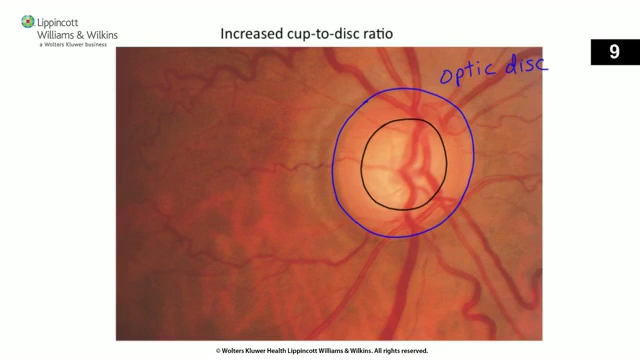 Lippincott
Williams & Wilkins
a Wolters Kluwer business
Increased cup-to-disc ratio
9
optic disc
© Wolters Kluwer Health Lippincott Williams & Wilkins. All rights reserved.